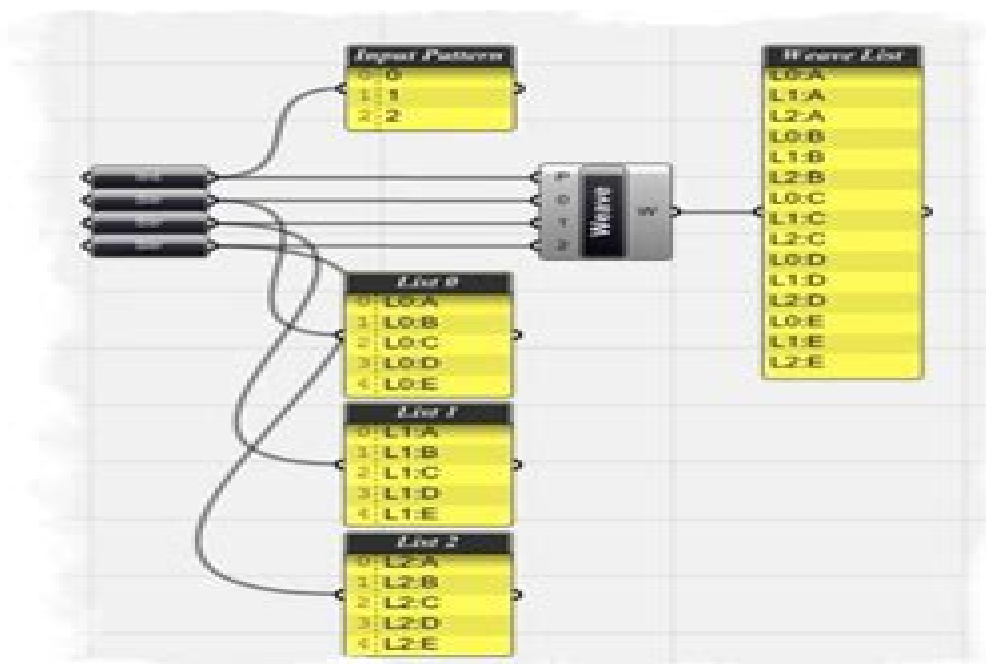 Input Pattern
0 0
1 1
2 2
Weave List
L0:A
L1:A
L2:A
L0:B
L1:B
L2:B
L0:C
L1:C
L2:C
L0:D
L1:D
L2:D
L0:E
L1:E
L2:E
P
0
1
2
Weave
W
List 0
0 L0:A
1 L0:B
2 L0:C
3 L0:D
4 L0:E
List 1
0 L1:A
1 L1:B
2 L1:C
3 L1:D
4 L1:E
List 2
0 L2:A
1 L2:B
2 L2:C
3 L2:D
4 L2:E